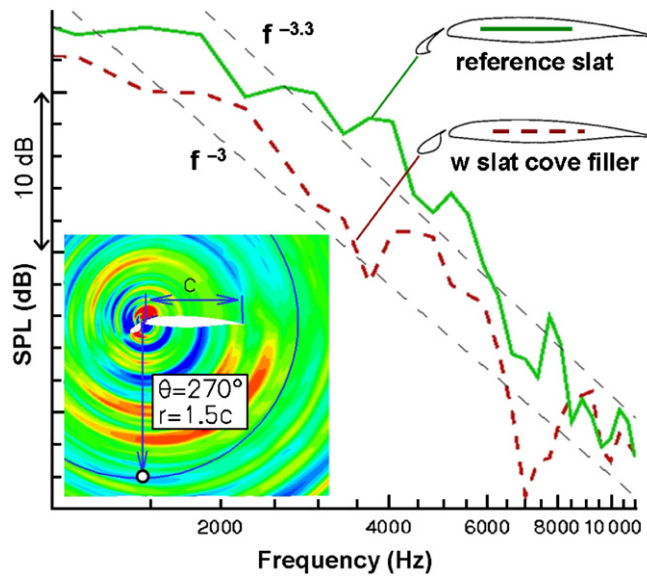 f -3.3
reference slat
f -3
w slat cove filler
10 dB
SPL (dB)
C
θ=270°
r=1.5c
2000 4000 6000 8000 10 000
Frequency (Hz)